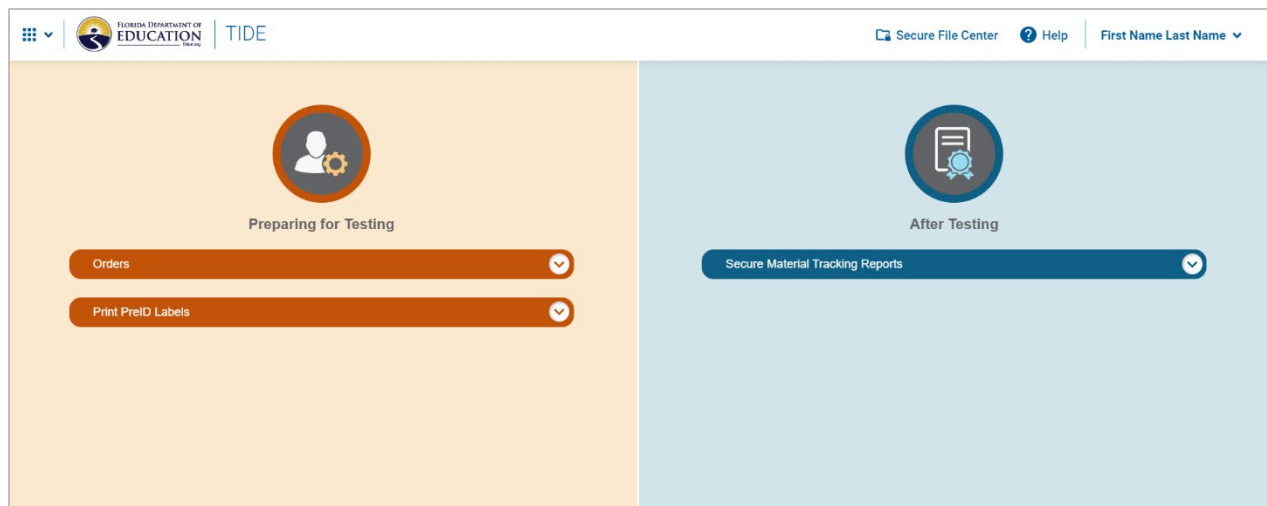 FLORIDA DEPARTMENT OF
EDUCATION
TIDE
Secure File Center
Help
First Name Last Name
Preparing for Testing
Orders
Print PreID Labels
After Testing
Secure Material Tracking Reports